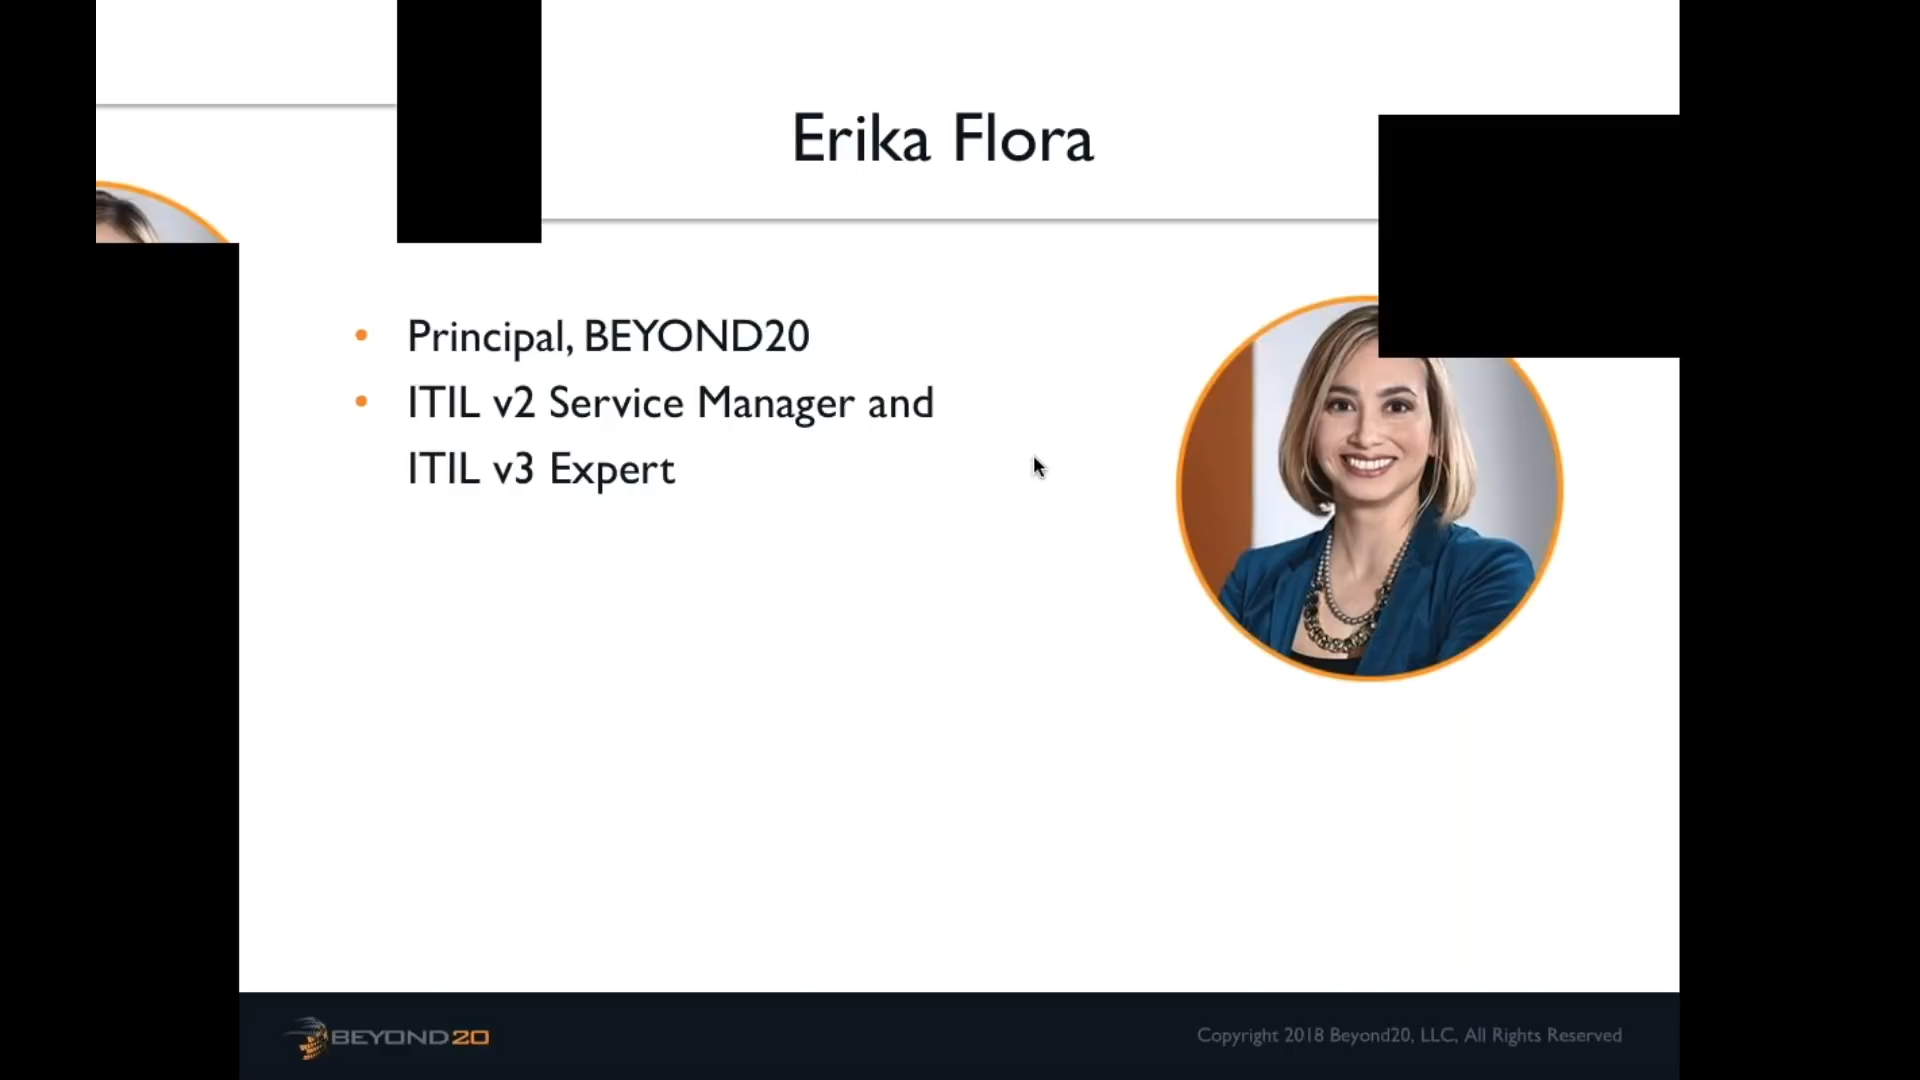 Erika Flora
• Principal, BEYOND20
• ITIL v2 Service Manager and
ITIL v3 Expert
BEYOND20
Copyright 2018 Beyond20, LLC, All Rights Reserved